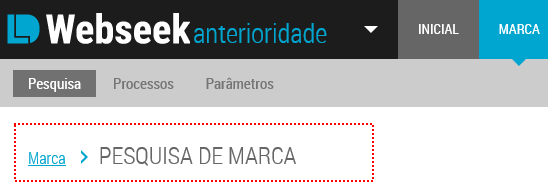 Webseek anterioridade INICIAL MARCA
Pesquisa Processos Parâmetros
Marca > PESQUISA DE MARCA